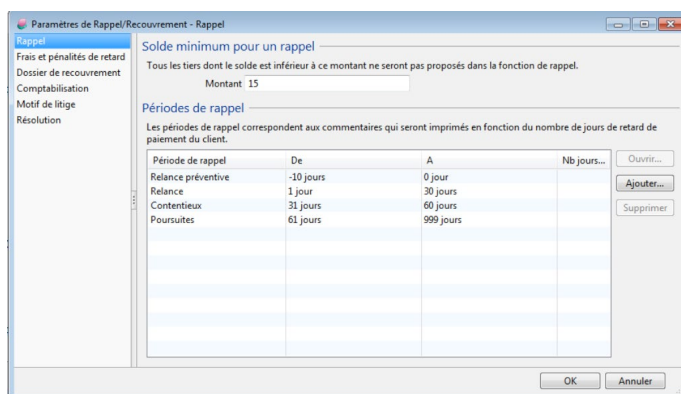 Paramètres de Rappel/Recouvrement - Rappel
Rappel
Frais et pénalités de retard
Dossier de recouvrement
Comptabilisation
Motif de litige
Résolution
Solde minimum pour un rappel
Tous les tiers dont le solde est inférieur à ce montant ne seront pas proposés dans la fonction de rappel.
Montant 15
Périodes de rappel
Les périodes de rappel correspondent aux commentaires qui seront imprimés en fonction du nombre de jours de retard de
paiement du client.
Période de rappel De A Nb jours...
Relance préventive -10 jours 0 jour
Relance 1 jour 30 jours
Contentieux 31 jours 60 jours
Poursuites 61 jours 999 jours
Ouvrir...
Ajouter...
Supprimer
OK Annuler